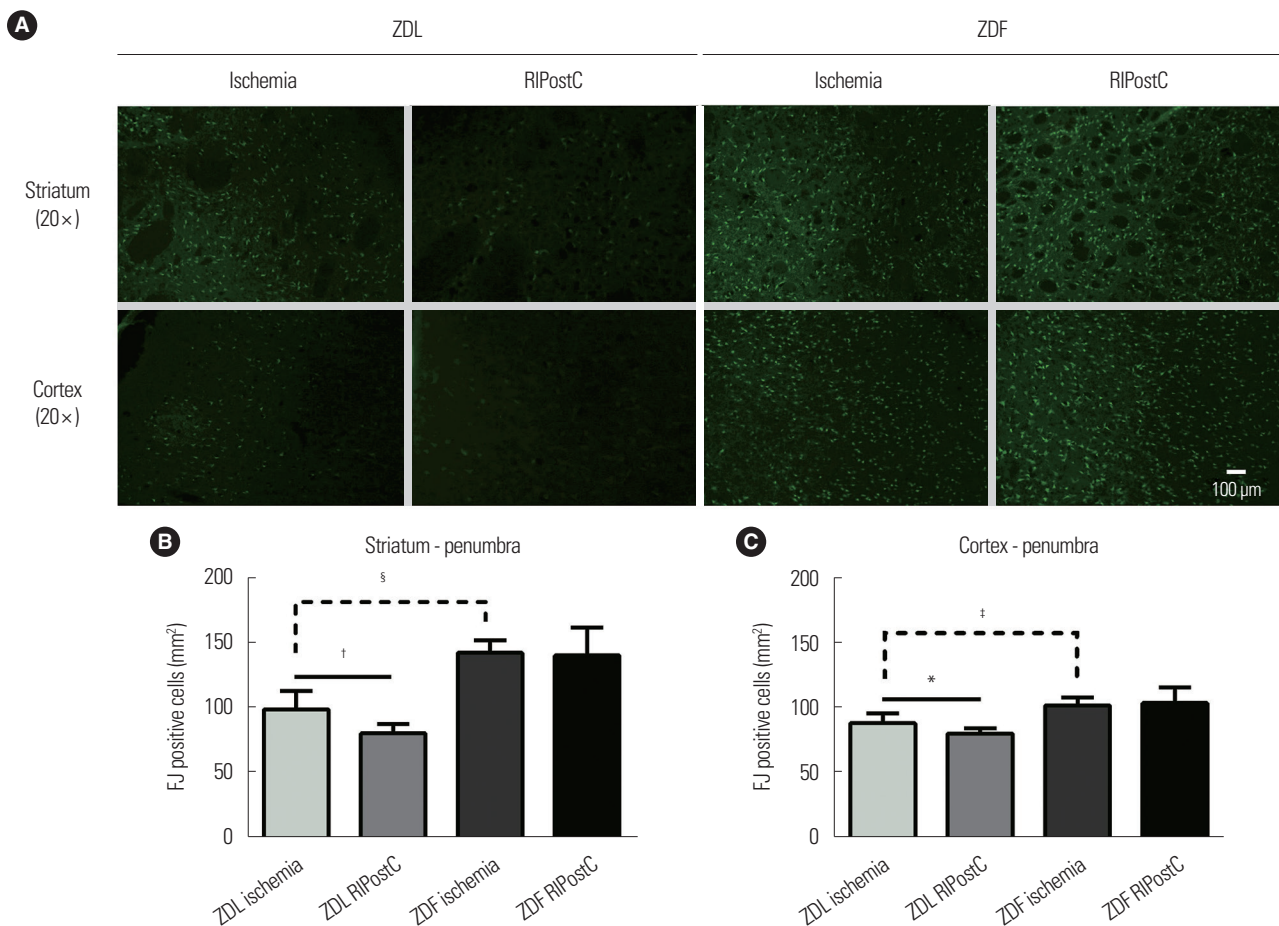 A
ZDL
ZDF
Ischemia
RIPostC
Ischemia
RIPostC
Striatum
(20×)
Cortex
(20×)
100 µm
B
Striatum - penumbra
FJ positive cells (mm²)
200
150
100
50
0
§
†
ZDL ischemia
ZDL RIPostC
ZDF ischemia
ZDF RIPostC
C
Cortex - penumbra
FJ positive cells (mm²)
200
150
100
50
0
‡
*
ZDL ischemia
ZDL RIPostC
ZDF ischemia
ZDF RIPostC